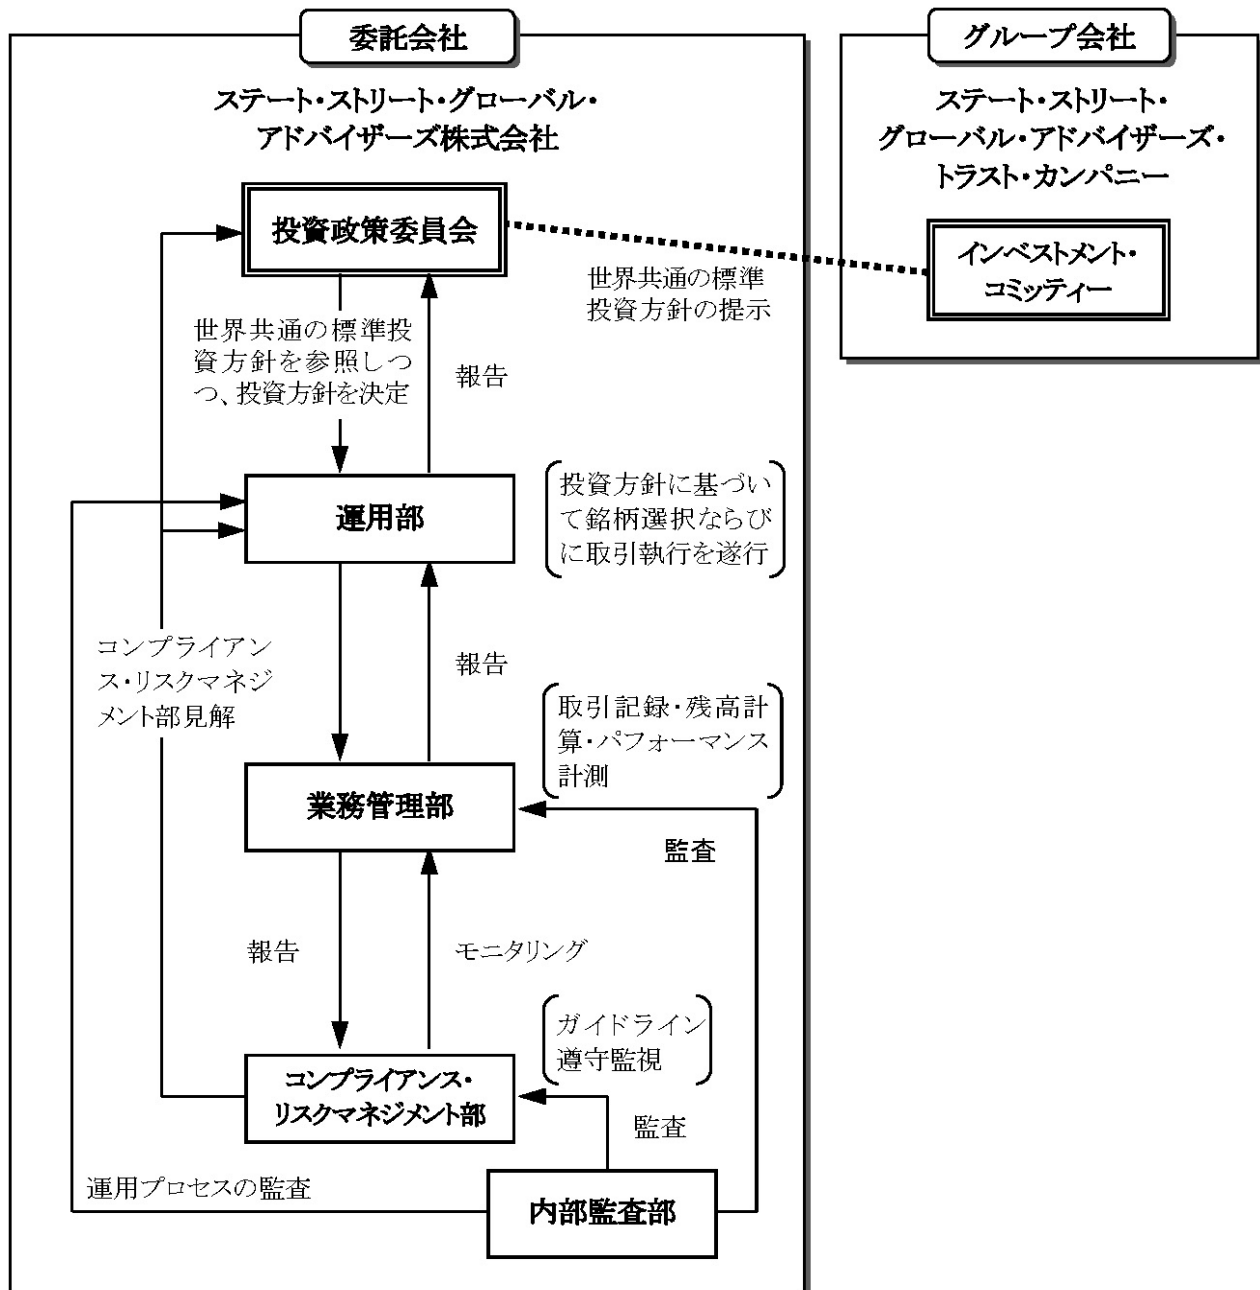 委託会社
ステート・ストリート・グローバル・
アドバイザーズ株式会社
グループ会社
ステート・ストリート・
グローバル・アドバイザーズ・
トラスト・カンパニー
投資政策委員会
インベストメント・
コミッティー
世界共通の標準
投資方針の提示
世界共通の標準投
資方針を参照しつ
つ、投資方針を決定
報告
運用部
投資方針に基づい
て銘柄選択ならび
に取引執行を遂行
コンプライアン
ス・リスクマネジ
メント部見解
報告
取引記録・残高計
算・パフォーマンス
計測
業務管理部
監査
報告
モニタリング
ガイドライン
遵守監視
コンプライアンス・
リスクマネジメント部
監査
運用プロセスの監査
内部監査部